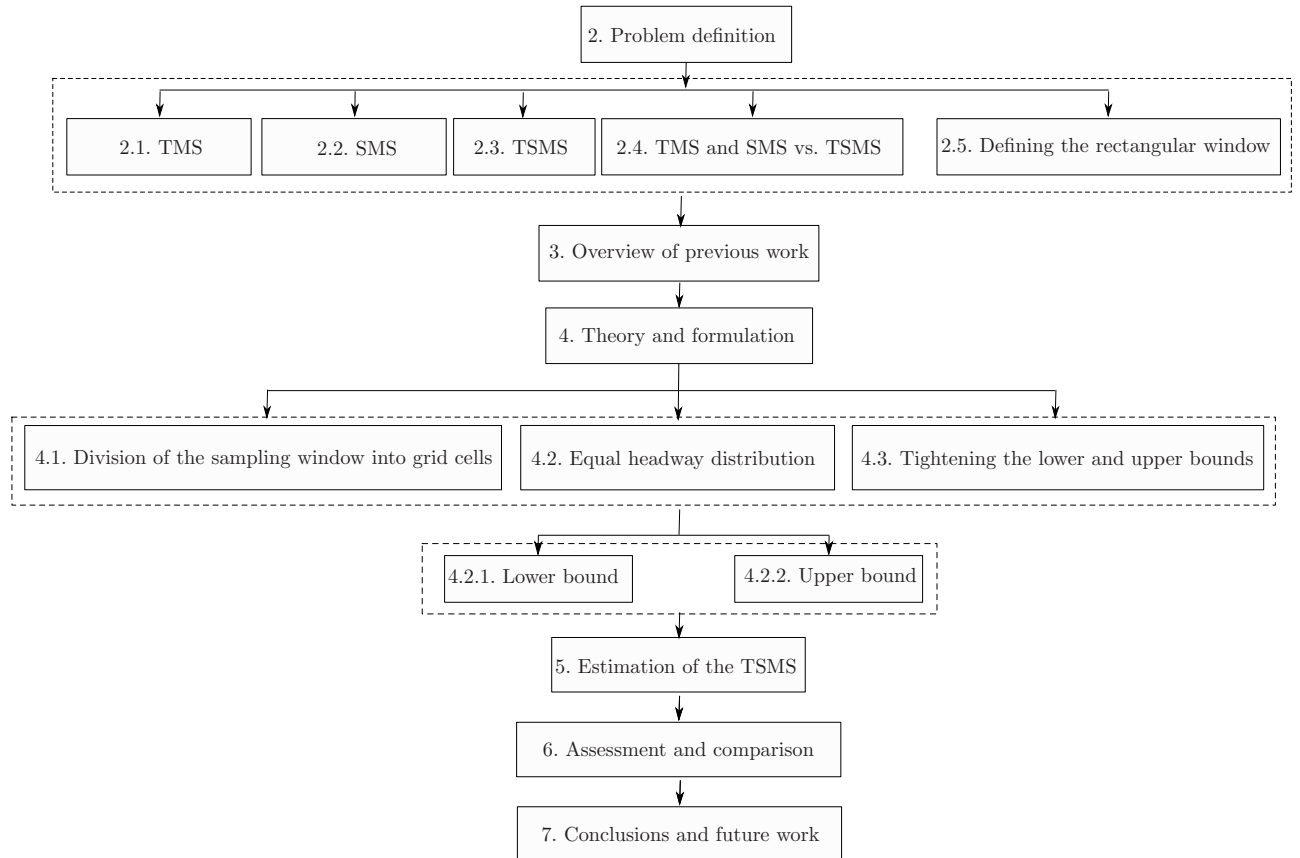 2. Problem definition
2.1. TMS
2.2. SMS
2.3. TSMS
2.4. TMS and SMS vs. TSMS
2.5. Defining the rectangular window
3. Overview of previous work
4. Theory and formulation
4.1. Division of the sampling window into grid cells
4.2. Equal headway distribution
4.3. Tightening the lower and upper bounds
4.2.1. Lower bound
4.2.2. Upper bound
5. Estimation of the TSMS
6. Assessment and comparison
7. Conclusions and future work